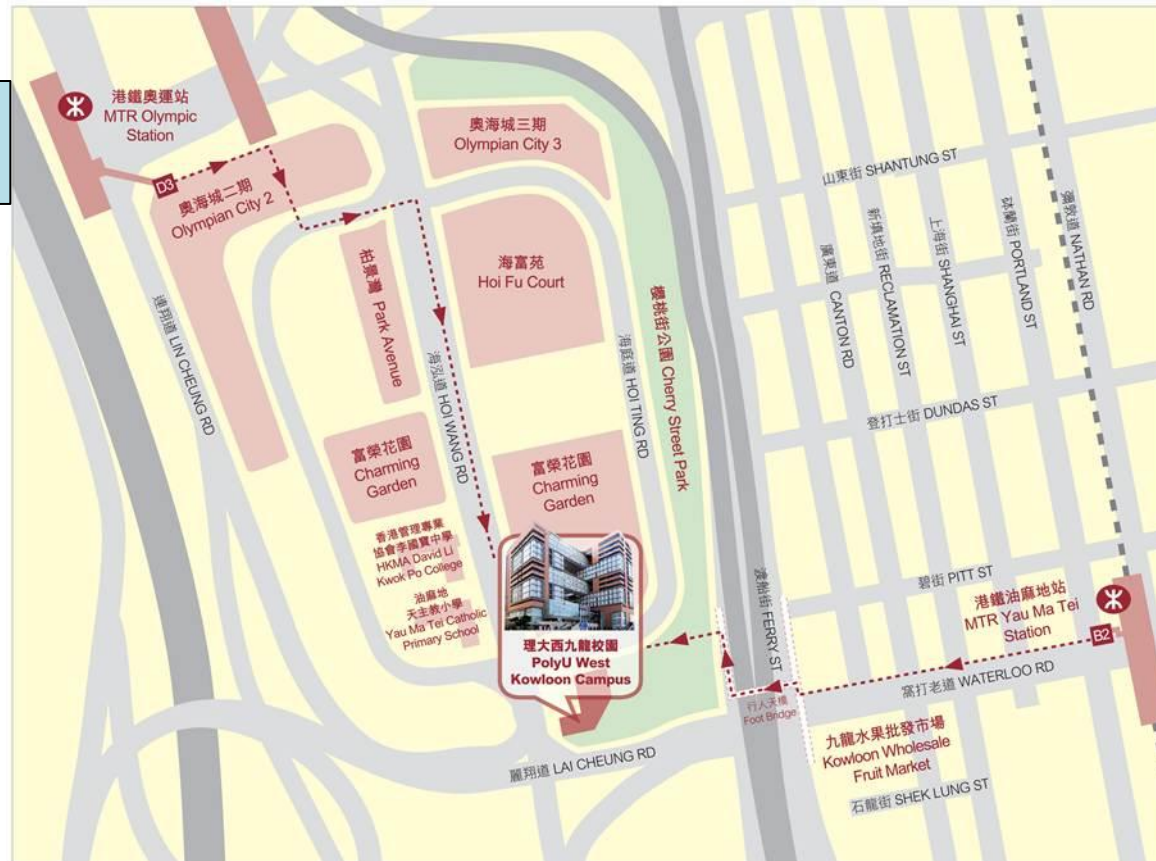 港鐵奧運站
MTR Olympic
Station
D3
奧海城二期
Olympian City 2
奧海城三期
Olympian City 3
柏景灣 Park Avenue
海富苑
Hoi Fu Court
櫻桃街公園 Cherry Street Park
連翔道 LIN CHEUNG RD
海泓道 HOI WANG RD
海庭道 HOI TING RD
富榮花園
Charming
Garden
富榮花園
Charming
Garden
香港管理專業
協會李國寶中學
HKMA David Li
Kwok Po College
油麻地
天主教小學
Yau Ma Tei Catholic
Primary School
理大西九龍校園
PolyU West
Kowloon Campus
麗翔道 LAI CHEUNG RD
山東街 SHANTUNG ST
廣東道 CANTON RD
新填地街 RECLAMATION ST
上海街 SHANGHAI ST
砵蘭街 PORTLAND ST
彌敦道 NATHAN RD
登打士街 DUNDAS ST
渡船街 FERRY ST
碧街 PITT ST
港鐵油麻地站
MTR Yau Ma Tei
Station
B2
窩打老道 WATERLOO RD
行人天橋
Foot Bridge
九龍水果批發市場
Kowloon Wholesale
Fruit Market
石龍街 SHEK LUNG ST